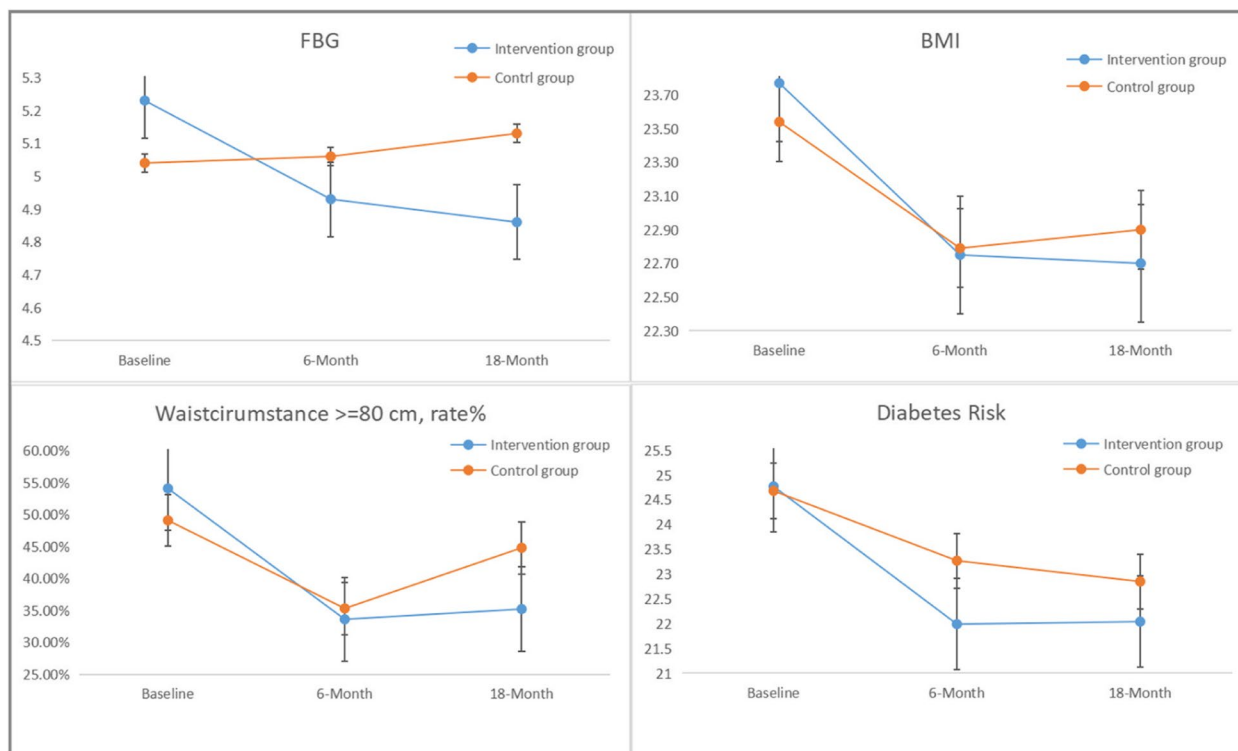 FBG
Intervention group
Contrl group
5.3
5.2
5.1
5
4.9
4.8
4.7
4.6
4.5
Baseline
6-Month
18-Month
BMI
Intervention group
Control group
23.70
23.50
23.30
23.10
22.90
22.70
22.50
22.30
Baseline
6-Month
18-Month
Waistcirumstance >=80 cm, rate%
Intervention group
Control group
60.00%
55.00%
50.00%
45.00%
40.00%
35.00%
30.00%
25.00%
Baseline
6-Month
18-Month
Diabetes Risk
Intervention group
Control group
25.5
25
24.5
24
23.5
23
22.5
22
21.5
21
Baseline
6-Month
18-Month